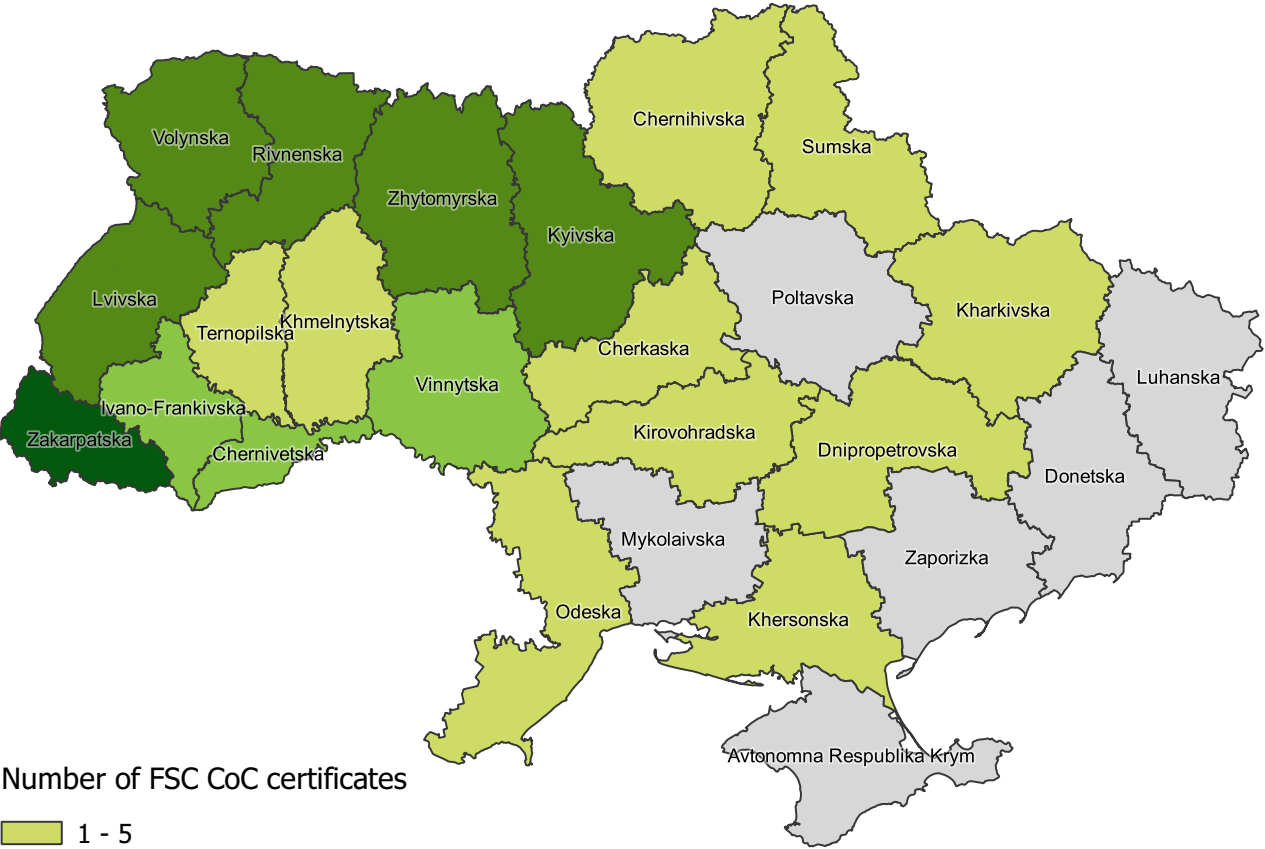 Chernihivska
Sumska
Volynska
Rivnenska
Zhytomyrska
Kyivska
Lvivska
Poltavska
Kharkivska
Ternopilska
Khmelnytska
Cherkaska
Vinnytska
Luhanska
Ivano-Frankivska
Zakarpatska
Chernivetska
Kirovohradska
Dnipropetrovska
Donetska
Mykolaivska
Zaporizka
Odeska
Khersonska
Avtonomna Respublika Krym
Number of FSC CoC certificates
1 - 5